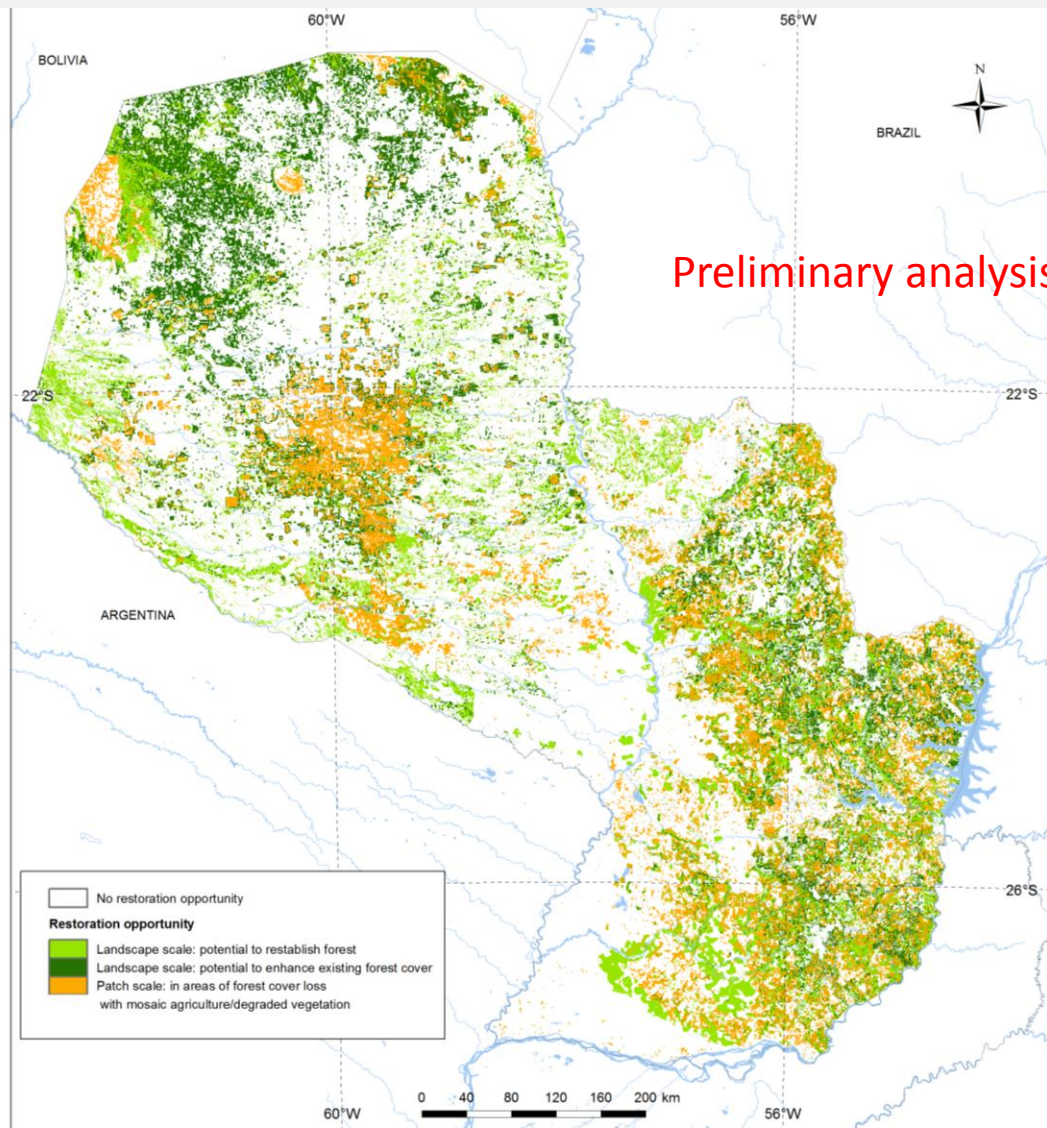 60°W
56°W
BOLIVIA
N
BRAZIL
Preliminary analysis
22°S
22°S
ARGENTINA
No restoration opportunity
Restoration opportunity
Landscape scale: potential to restablish forest
Landscape scale: potential to enhance existing forest cover
Patch scale: in areas of forest cover loss
with mosaic agriculture/degraded vegetation
26°S
0 40 80 120 160 200 km
60°W
56°W